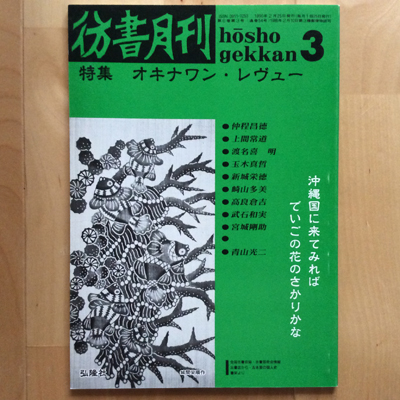 彷書月刊
hōsho
gekkan 3
特集 オキナワン・レヴュー
●仲程昌徳
●上間常道
●渡名喜 明
●玉木真哲
●新城栄徳
●崎山多美
●高良倉吉
●武石和実
●宮城剛助
●
●青山光二
沖縄国に来てみれば
でいごの花のさかりかな
弘隆社